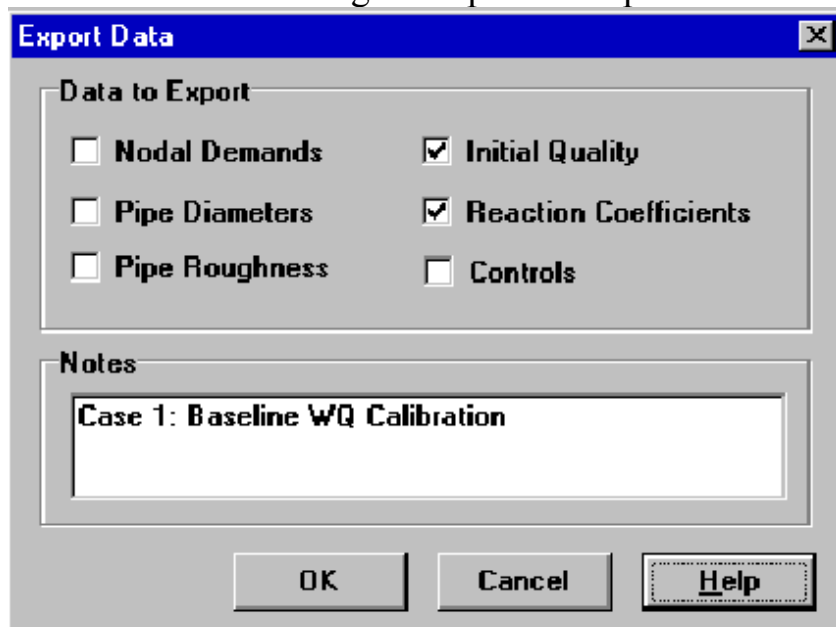 Export Data
Data to Export
Nodal Demands
Initial Quality
Pipe Diameters
Reaction Coefficients
Pipe Roughness
Controls
Notes
Case 1: Baseline WQ Calibration
OK
Cancel
Help